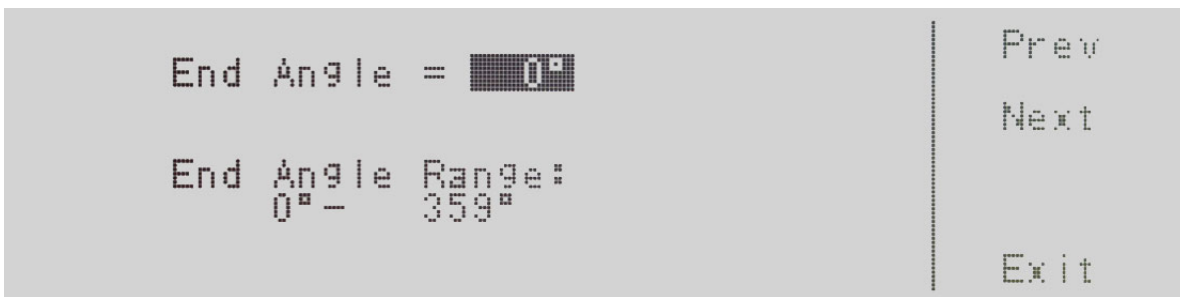 End Angle = 0°
End Angle Range:
0° - 359°
Prev
Next
Exit